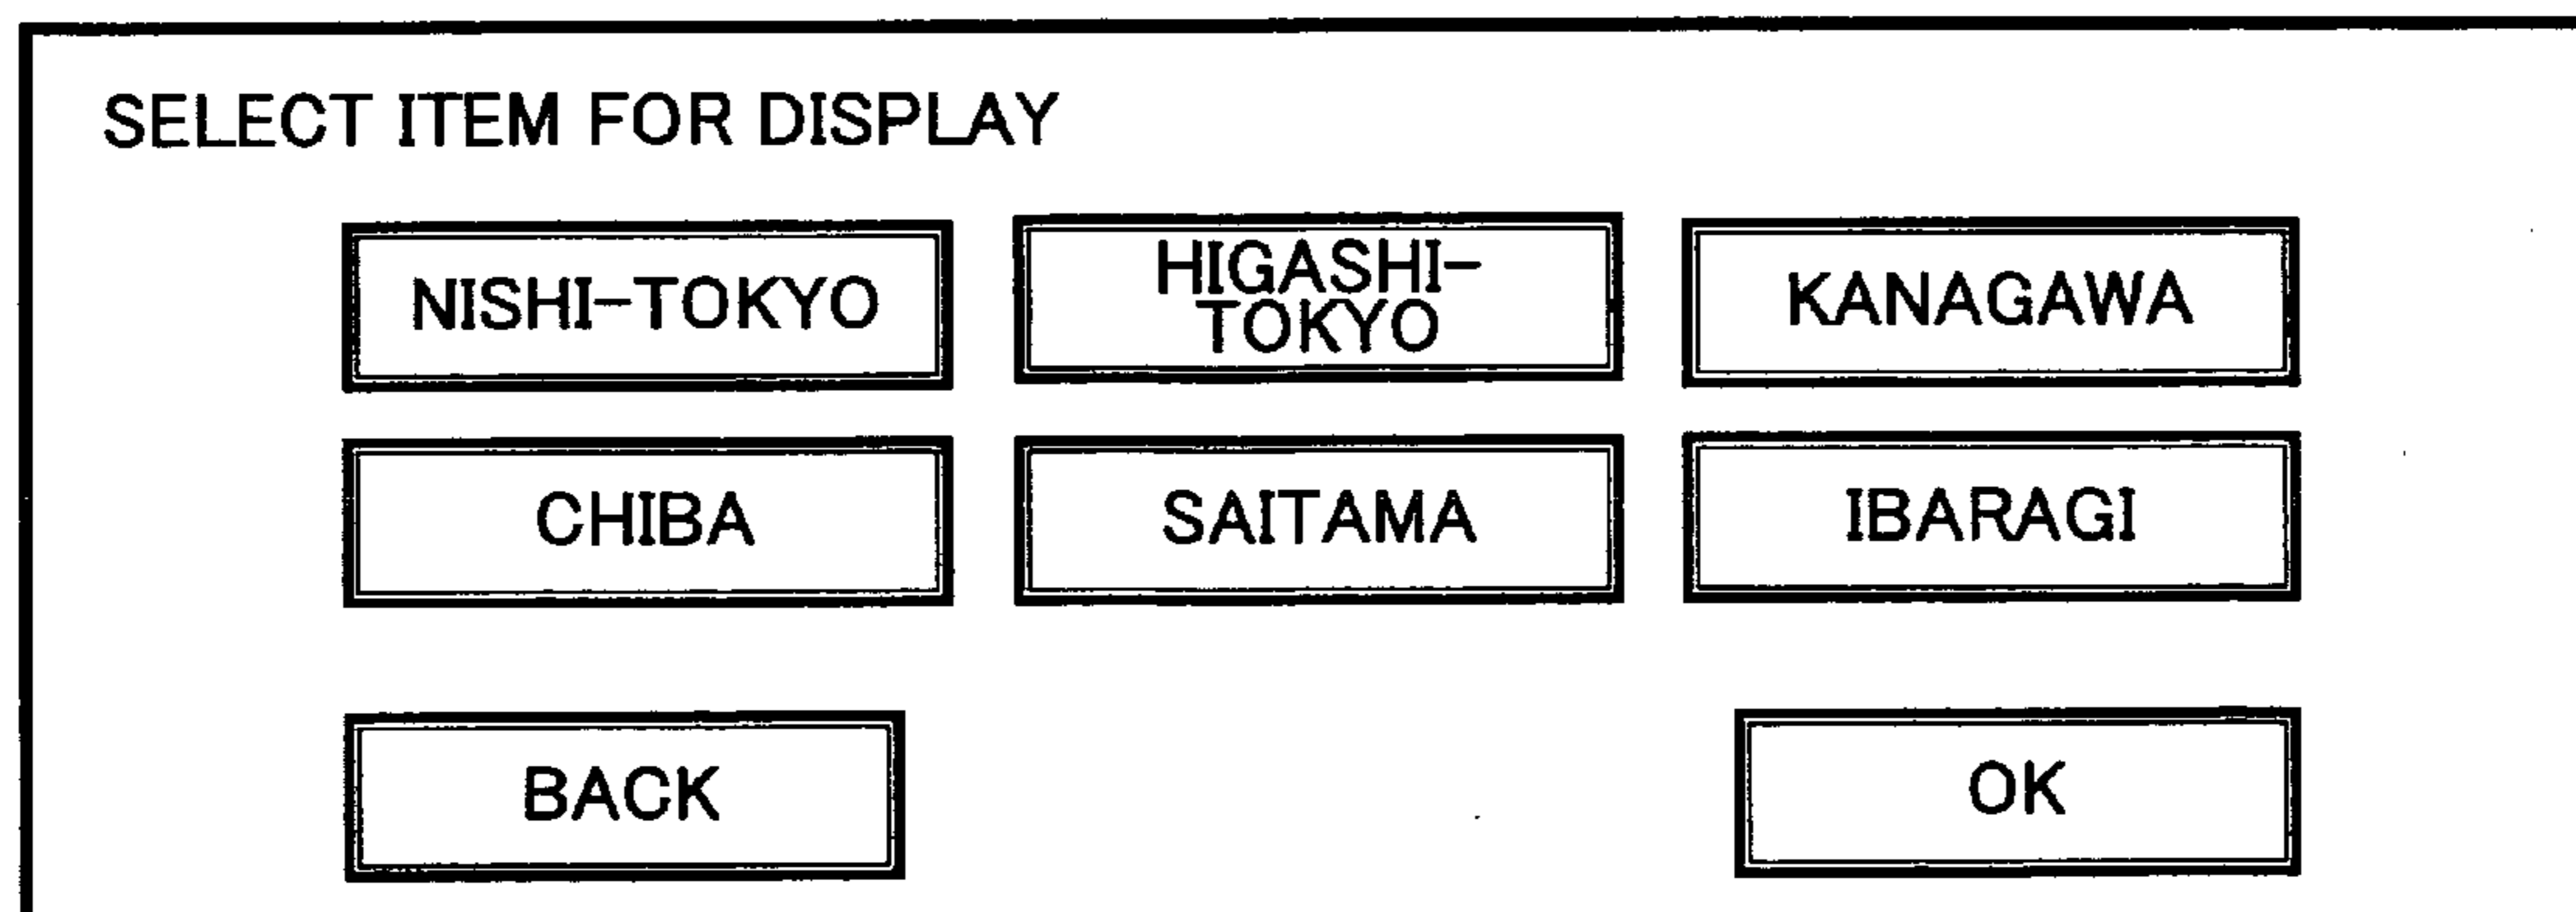 SELECT ITEM FOR DISPLAY
NISHI-TOKYO
HIGASHI-
TOKYO
KANAGAWA
CHIBA
SAITAMA
IBARAGI
BACK
OK